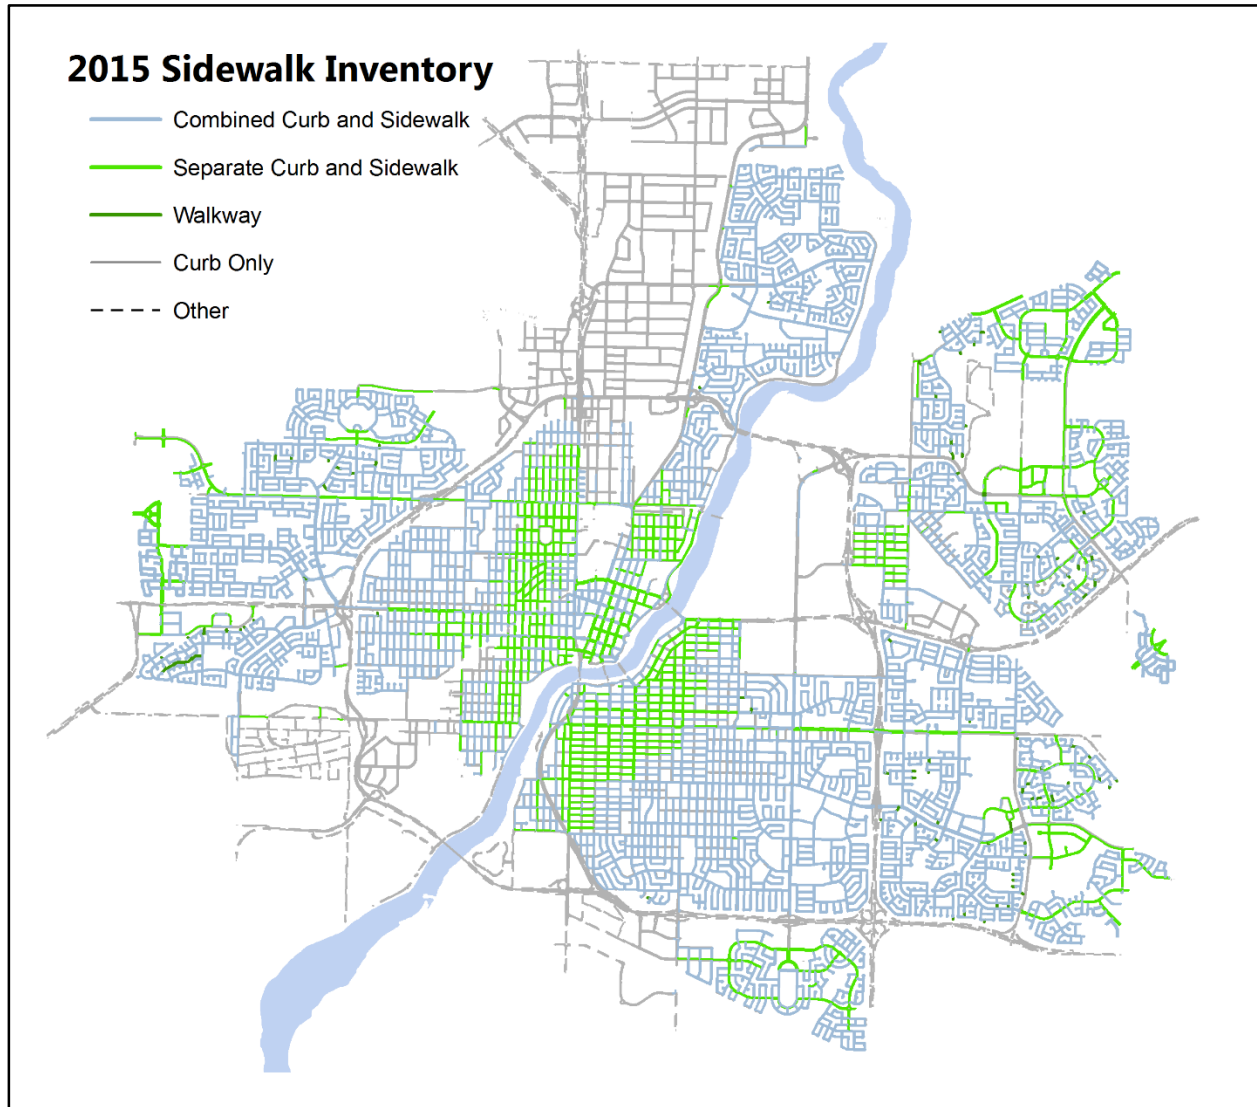 2015 Sidewalk Inventory
Combined Curb and Sidewalk
Separate Curb and Sidewalk
Walkway
Curb Only
Other